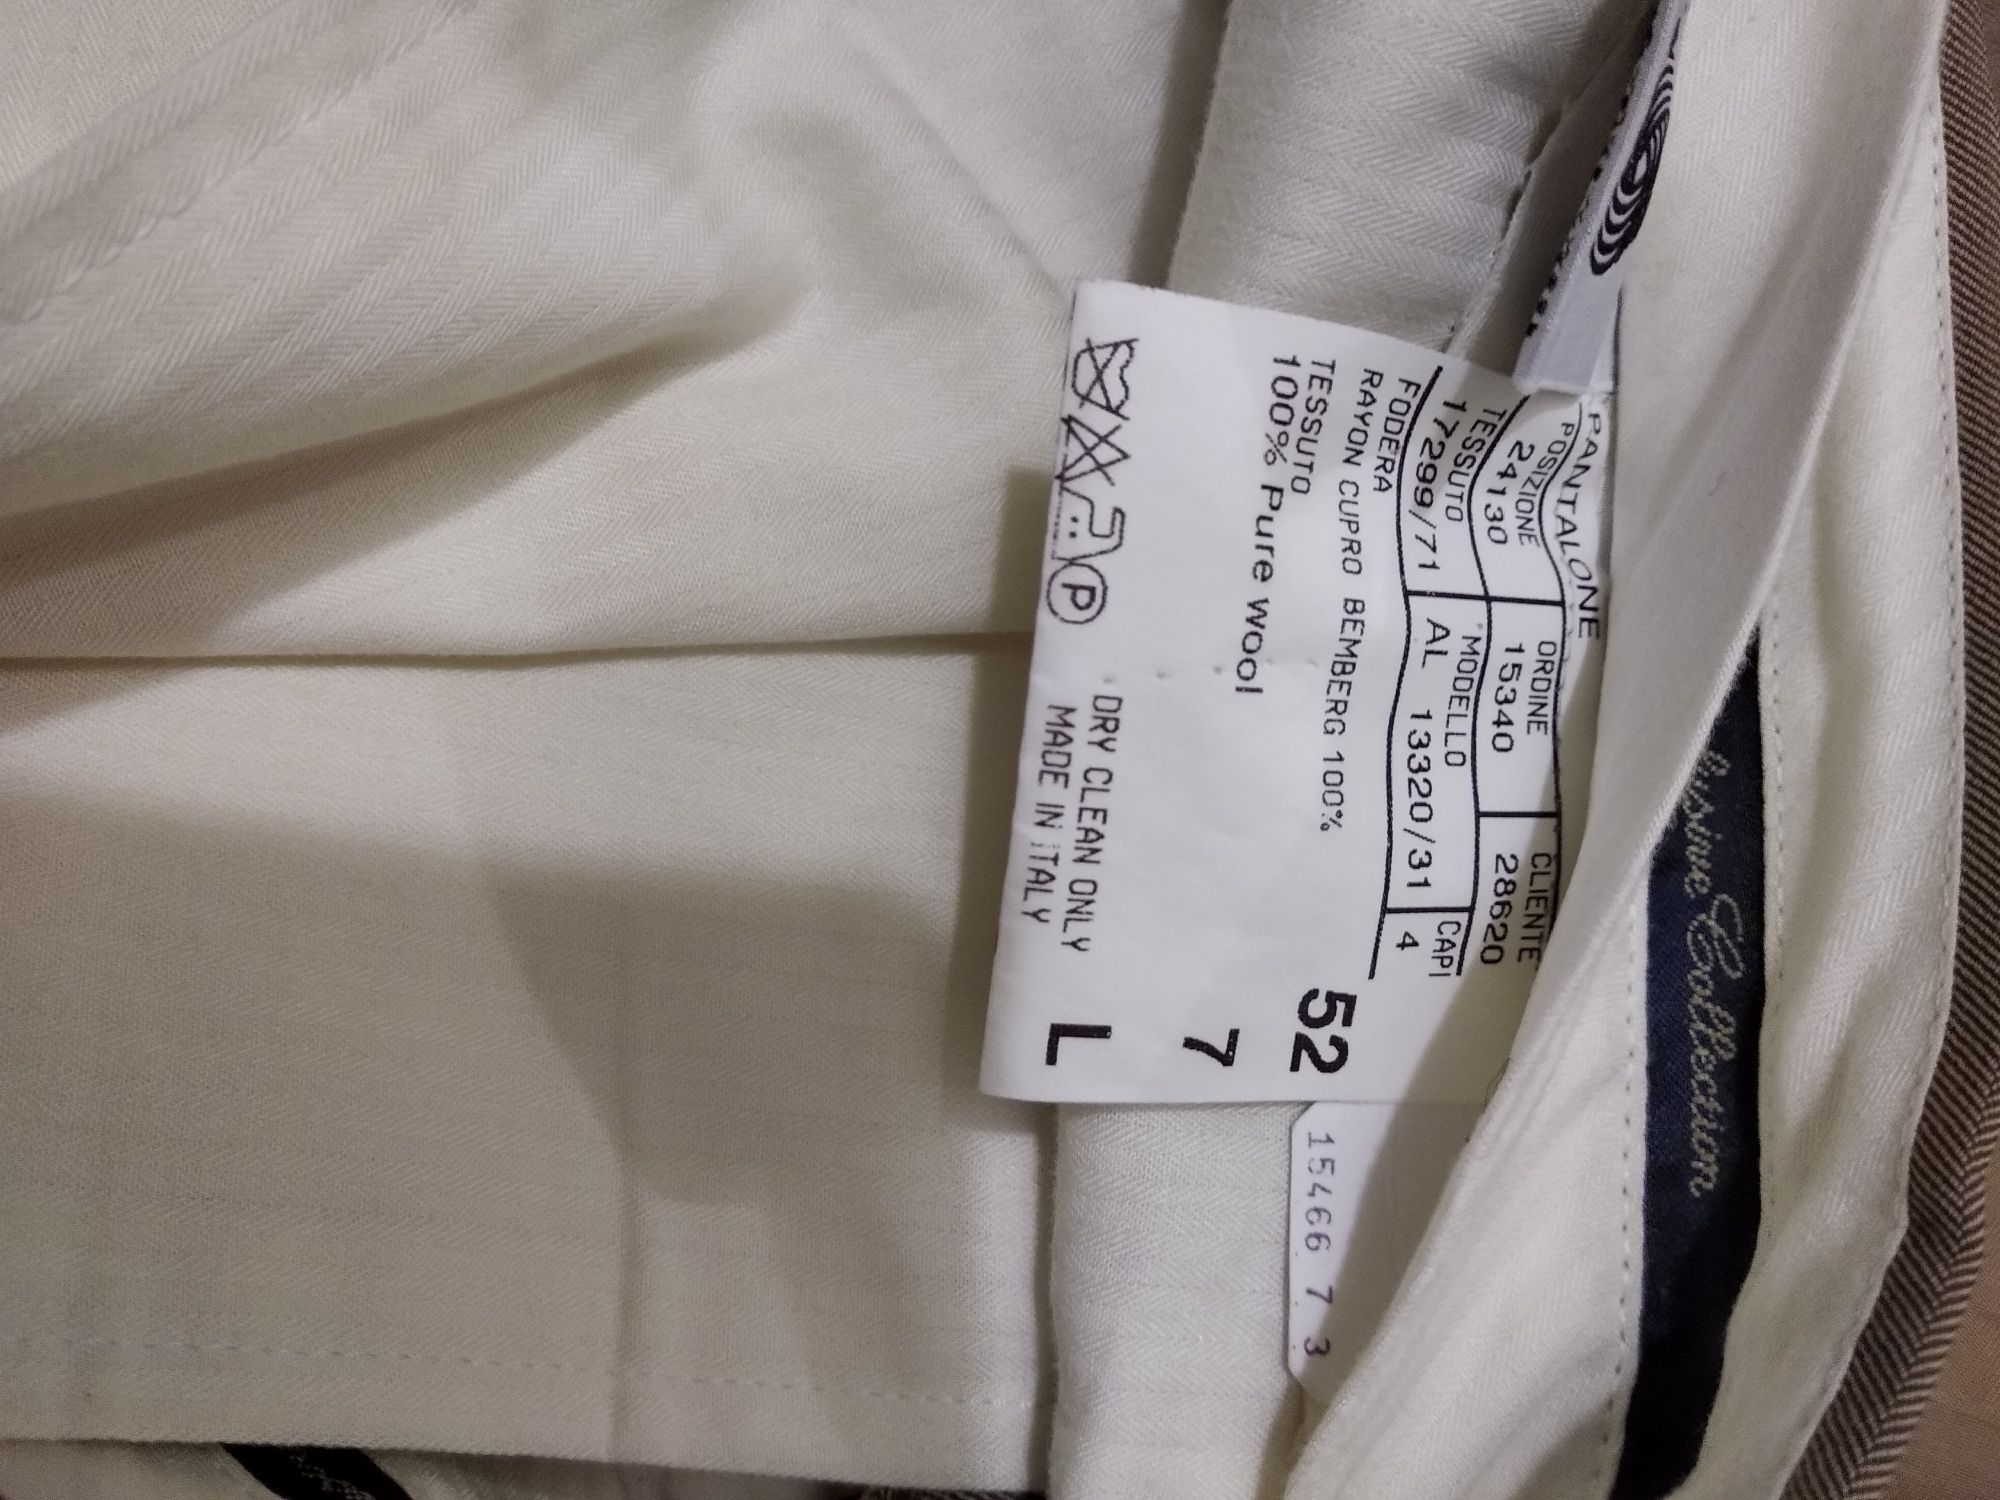 PANTALONE
POSIZIONE ORDINE CLIENTE
24130 15340 28620
TESSUTO MODELLO CAPI
17299/71 AL 13320/31 4
FODERA
RAYON CUPRO BEMBERG 100%
52
TESSUTO
100% Pure wool
7
P
DRY CLEAN ONLY
MADE IN ITALY
L
15466 7 3
Collection